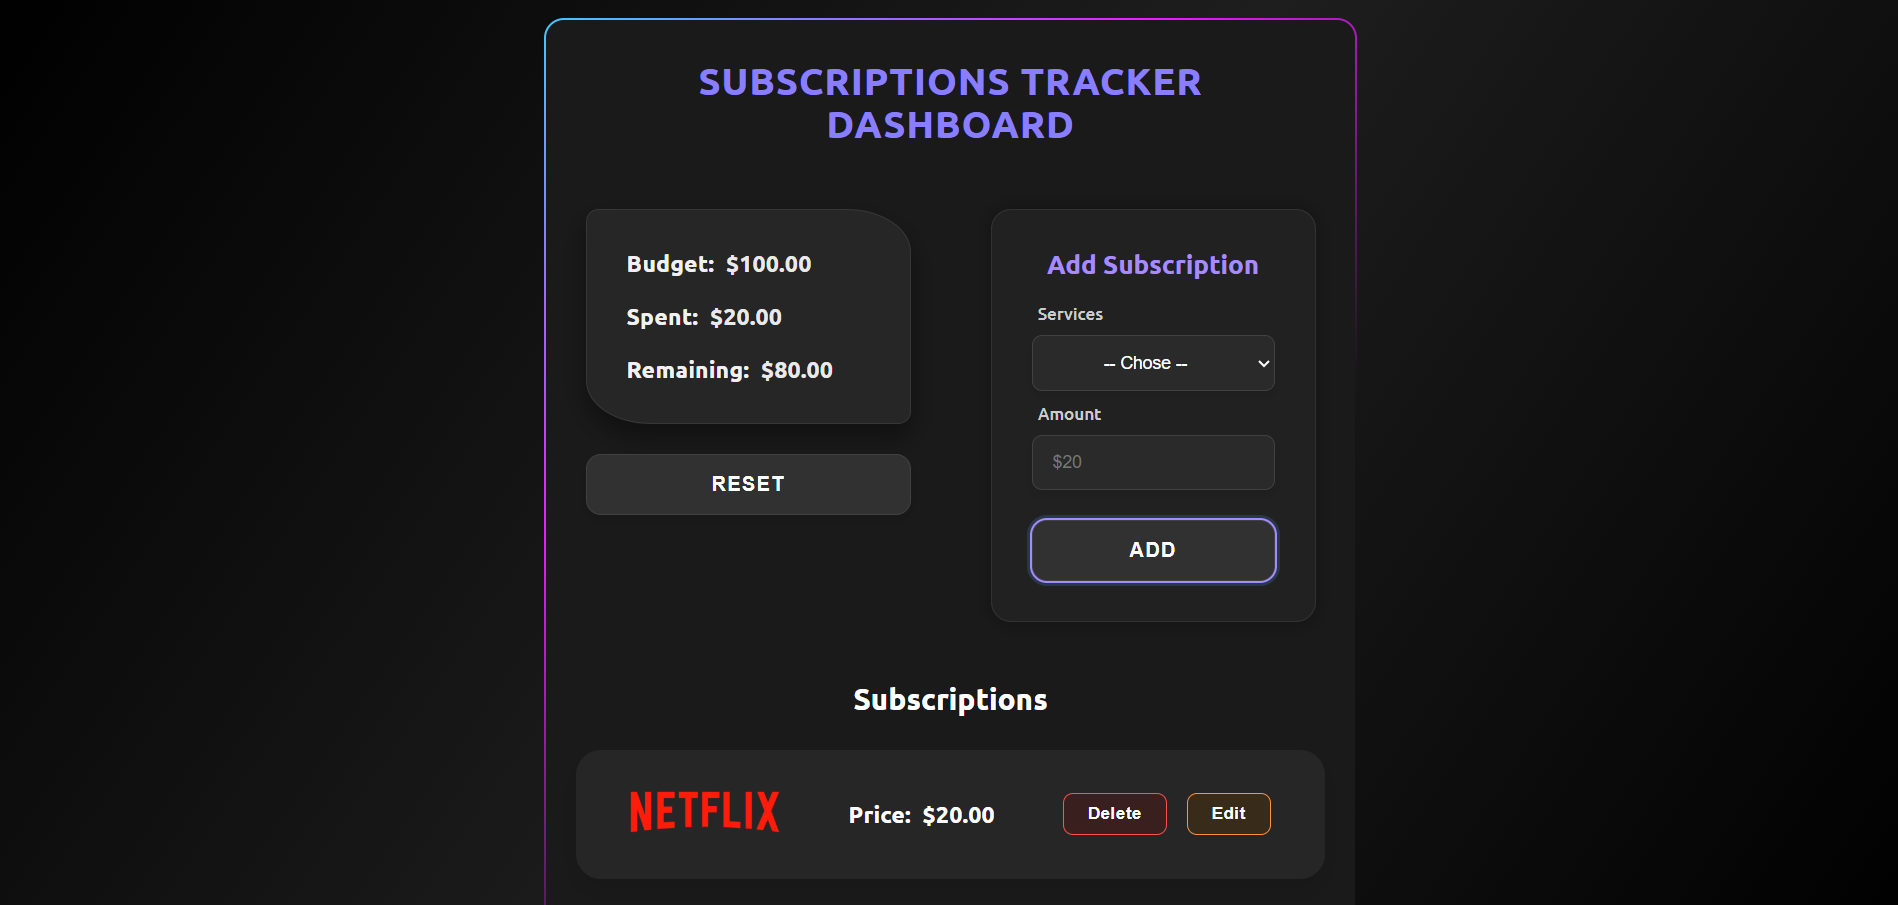 SUBSCRIPTIONS TRACKER
DASHBOARD
Budget: $100.00
Spent: $20.00
Remaining: $80.00
RESET
Add Subscription
Services
-- Chose --
Amount
$20
ADD
Subscriptions
NETFLIX
Price: $20.00
Delete
Edit